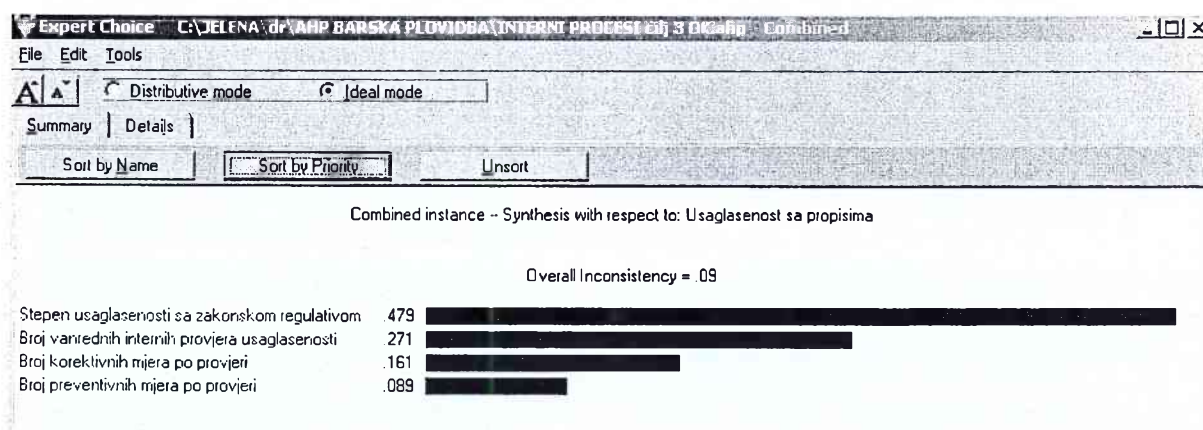 Expert Choice C:\JELENA\dr\AHP BARSKA PLOVIDBA\INTERNI PROCESI cilj 3 OK.ahp - Combined
File Edit Tools
A A Distributive mode Ideal mode
Summary Details
Sort by Name Sort by Priority Unsort
Combined instance -- Synthesis with respect to: Usaglasenost sa propisima
Overall Inconsistency = .09
Stepen usaglasenosti sa zakonskom regulativom .479
Broj vanrednih internih provjera usaglasenosti .271
Broj korektivnih mjera po provjeri .161
Broj preventivnih mjera po provjeri .089